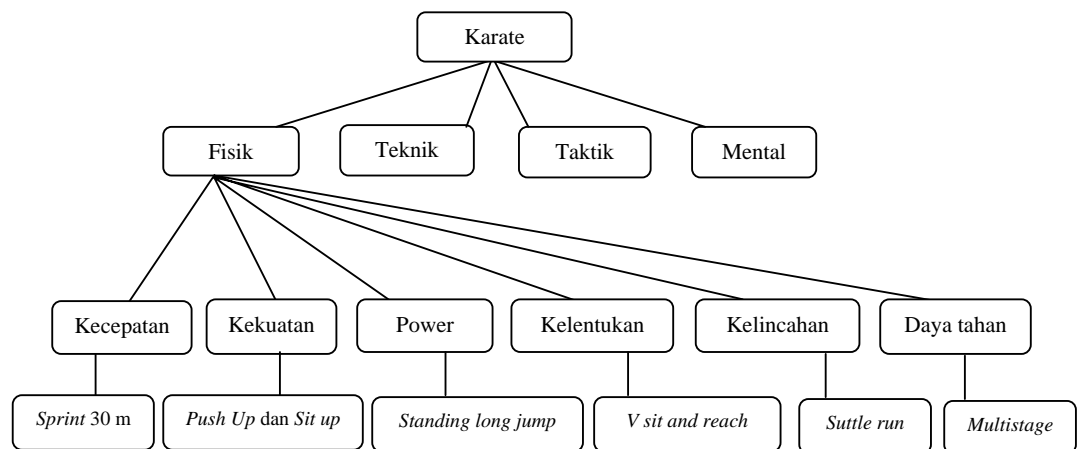 Karate
Fisik
Teknik
Taktik
Mental
Kecepatan
Kekuatan
Power
Kelentukan
Kelincahan
Daya tahan
Sprint 30 m
Push Up dan Sit up
Standing long jump
V sit and reach
Suttle run
Multistage